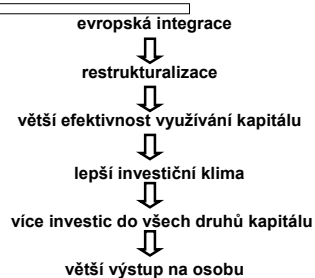 evropská integrace
restrukturalizace
větší efektivnost využívání kapitálu
lepší investiční klima
více investic do všech druhů kapitálu
větší výstup na osobu